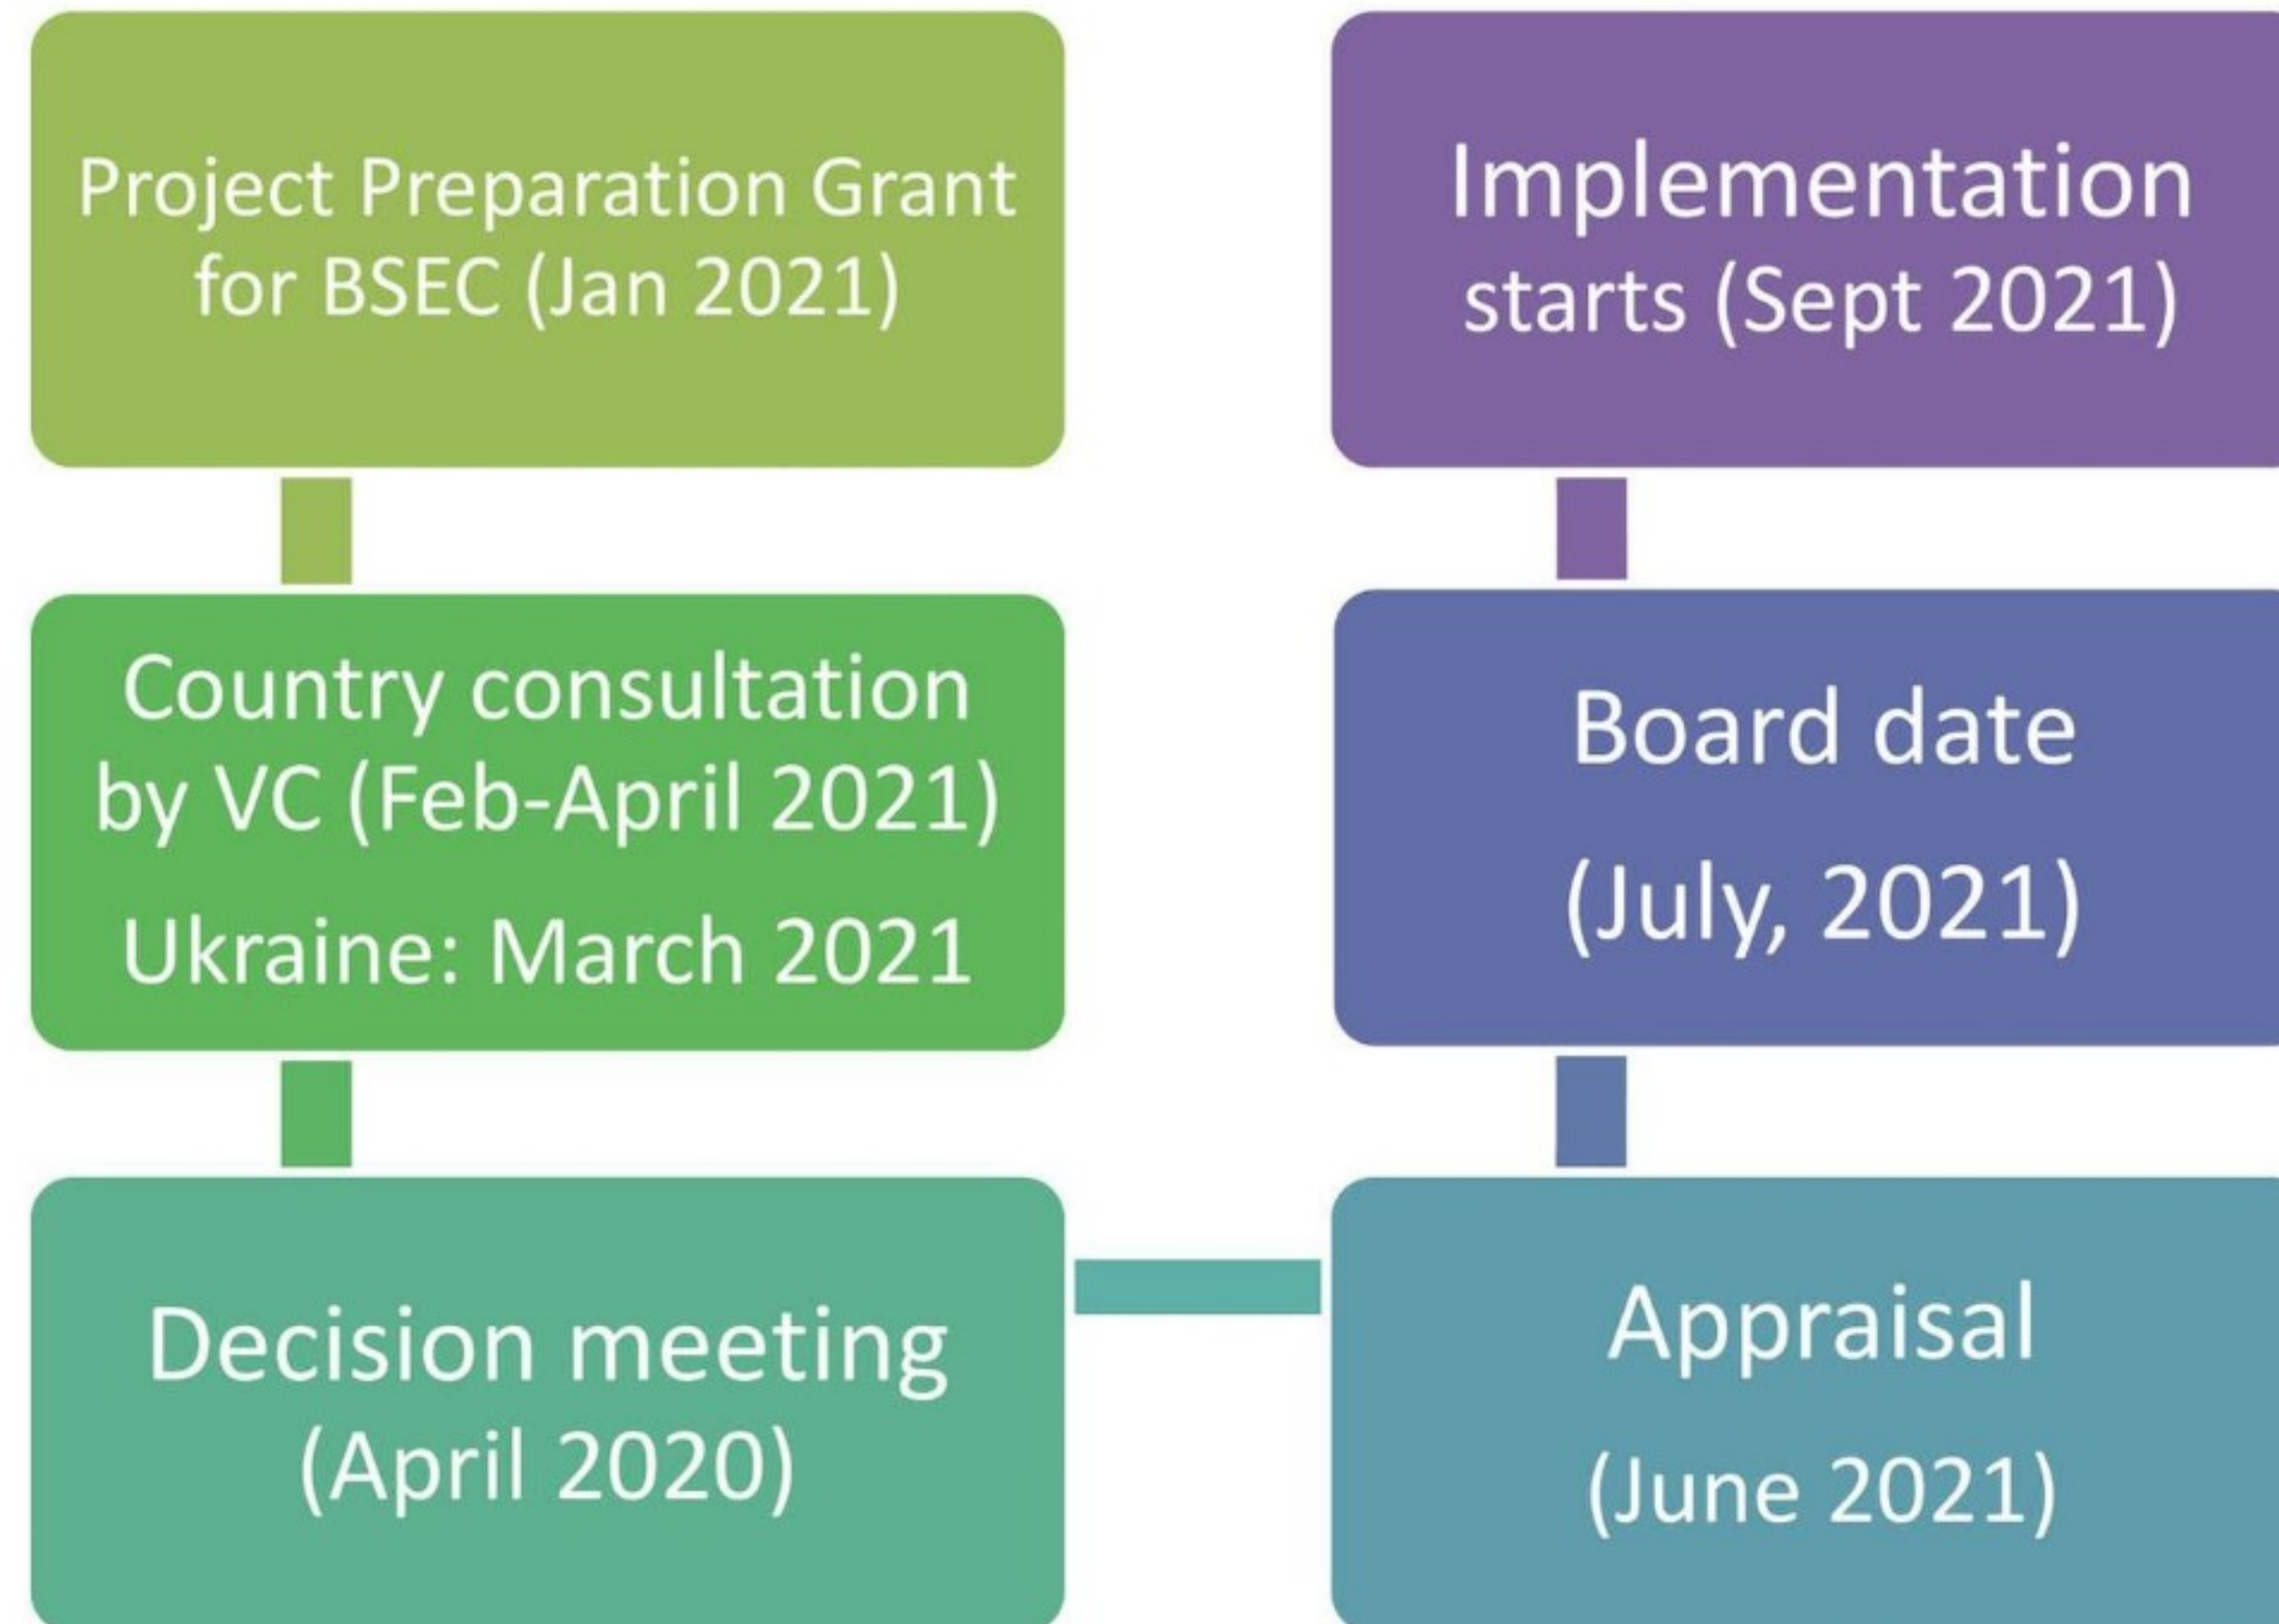 Project Preparation Grant
for BSEC (Jan 2021)
Country consultation
by VC (Feb-April 2021)
Ukraine: March 2021
Decision meeting
(April 2020)
Appraisal
(June 2021)
Board date
(July, 2021)
Implementation
starts (Sept 2021)